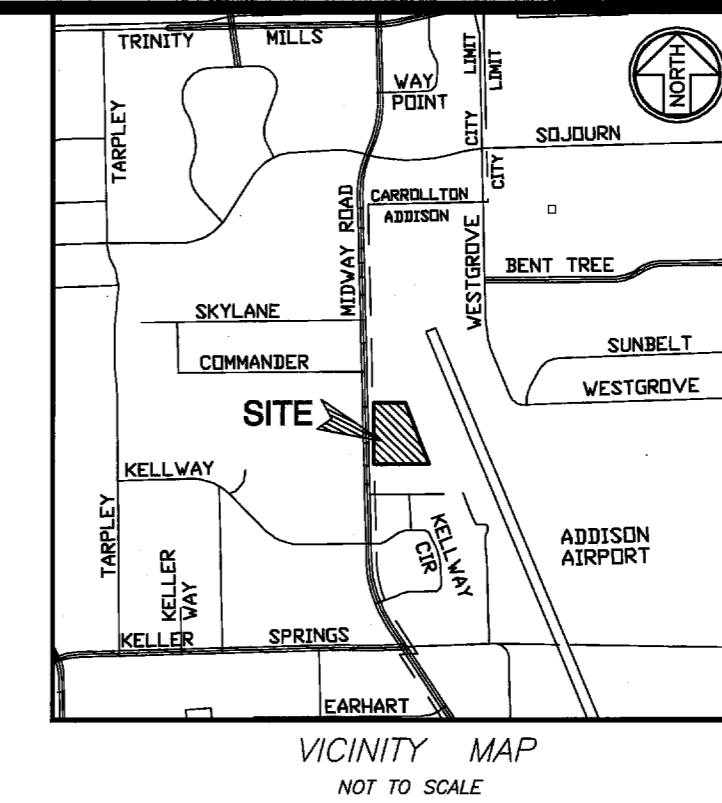 TRINITY MILLS
WAY
POINT
LIMIT
LIMIT
NORTH
TARPLEY
CITY
CITY
SOJOURN
MIDWAY ROAD
CARROLLTON
ADDISON
WESTGROVE
BENT TREE
SKYLANE
COMMANDER
SUNBELT
WESTGROVE
SITE
KELLWAY
KELLWAY
CIR
ADDISON
AIRPORT
TARPLEY
KELLER
WAY
KELLER SPRINGS
EARHART
VICINITY MAP
NOT TO SCALE